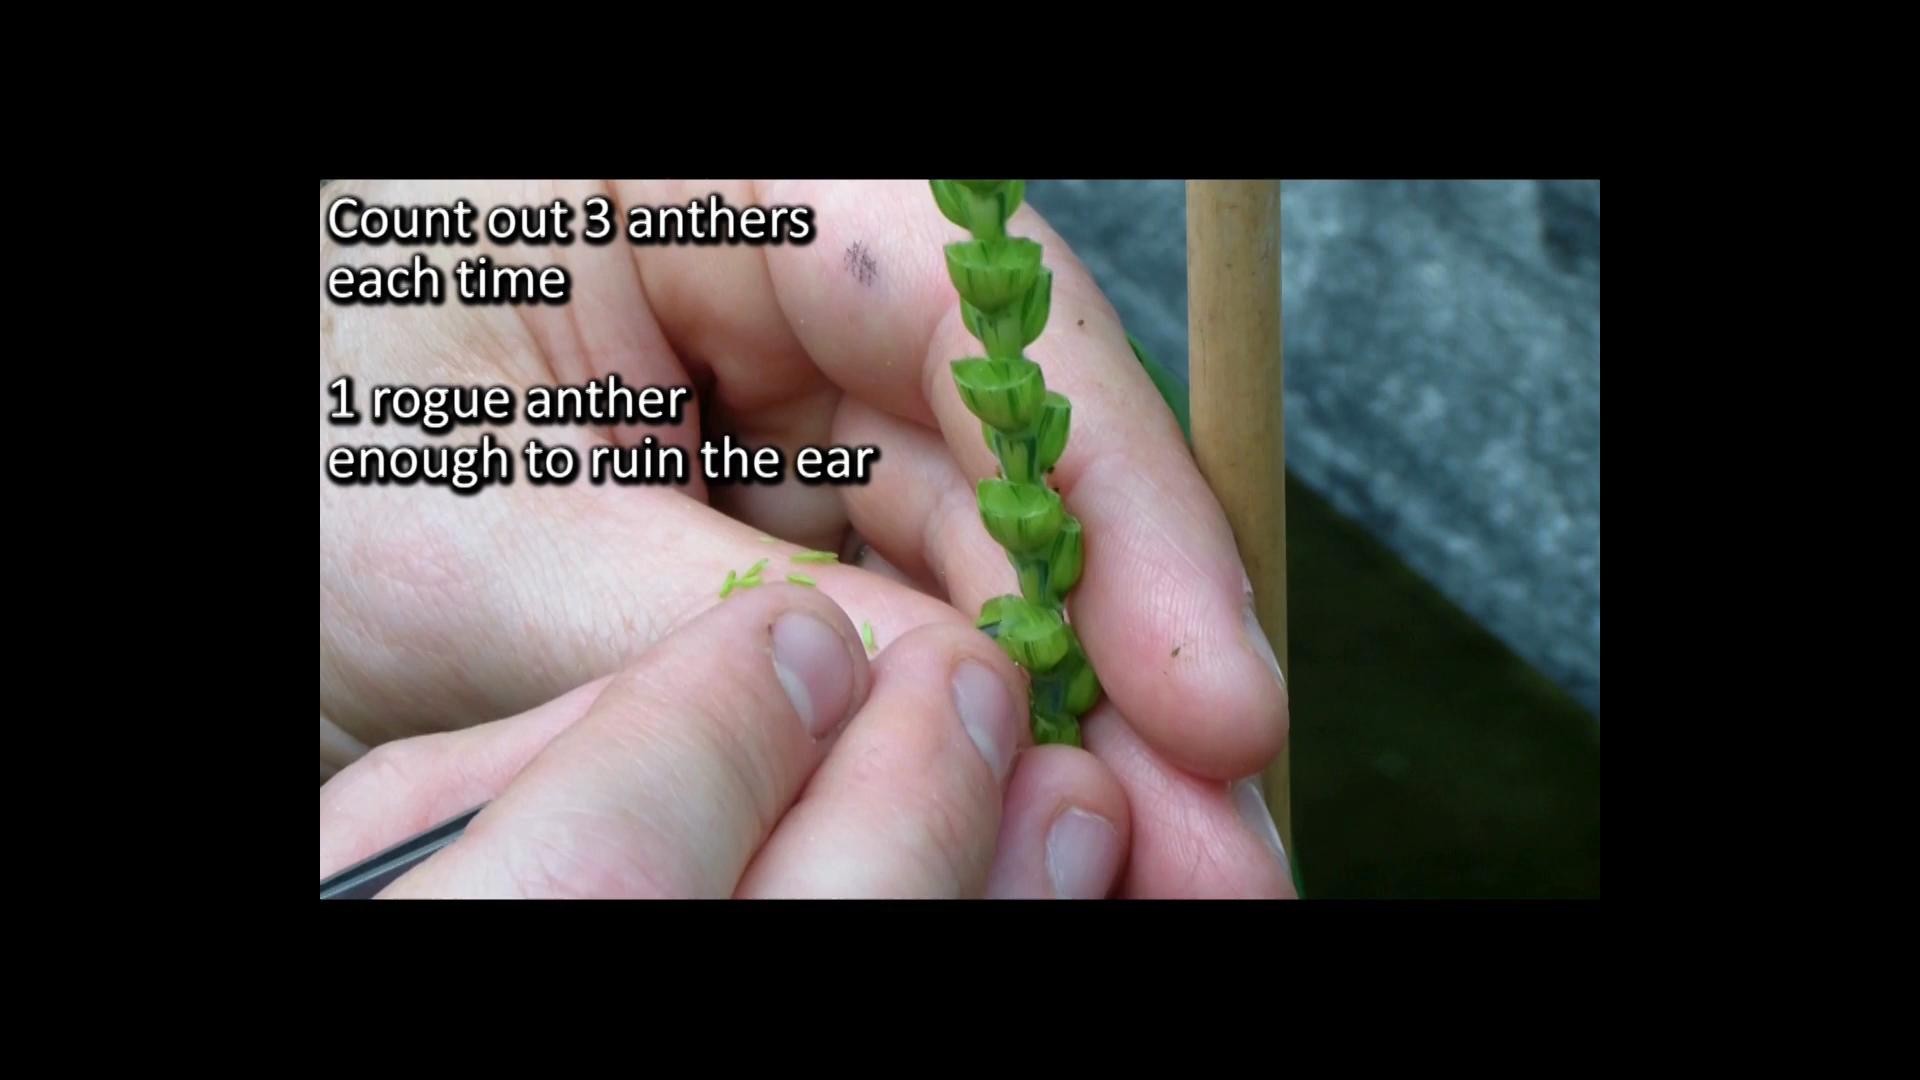 Count out 3 anthers
each time
1 rogue anther
enough to ruin the ear